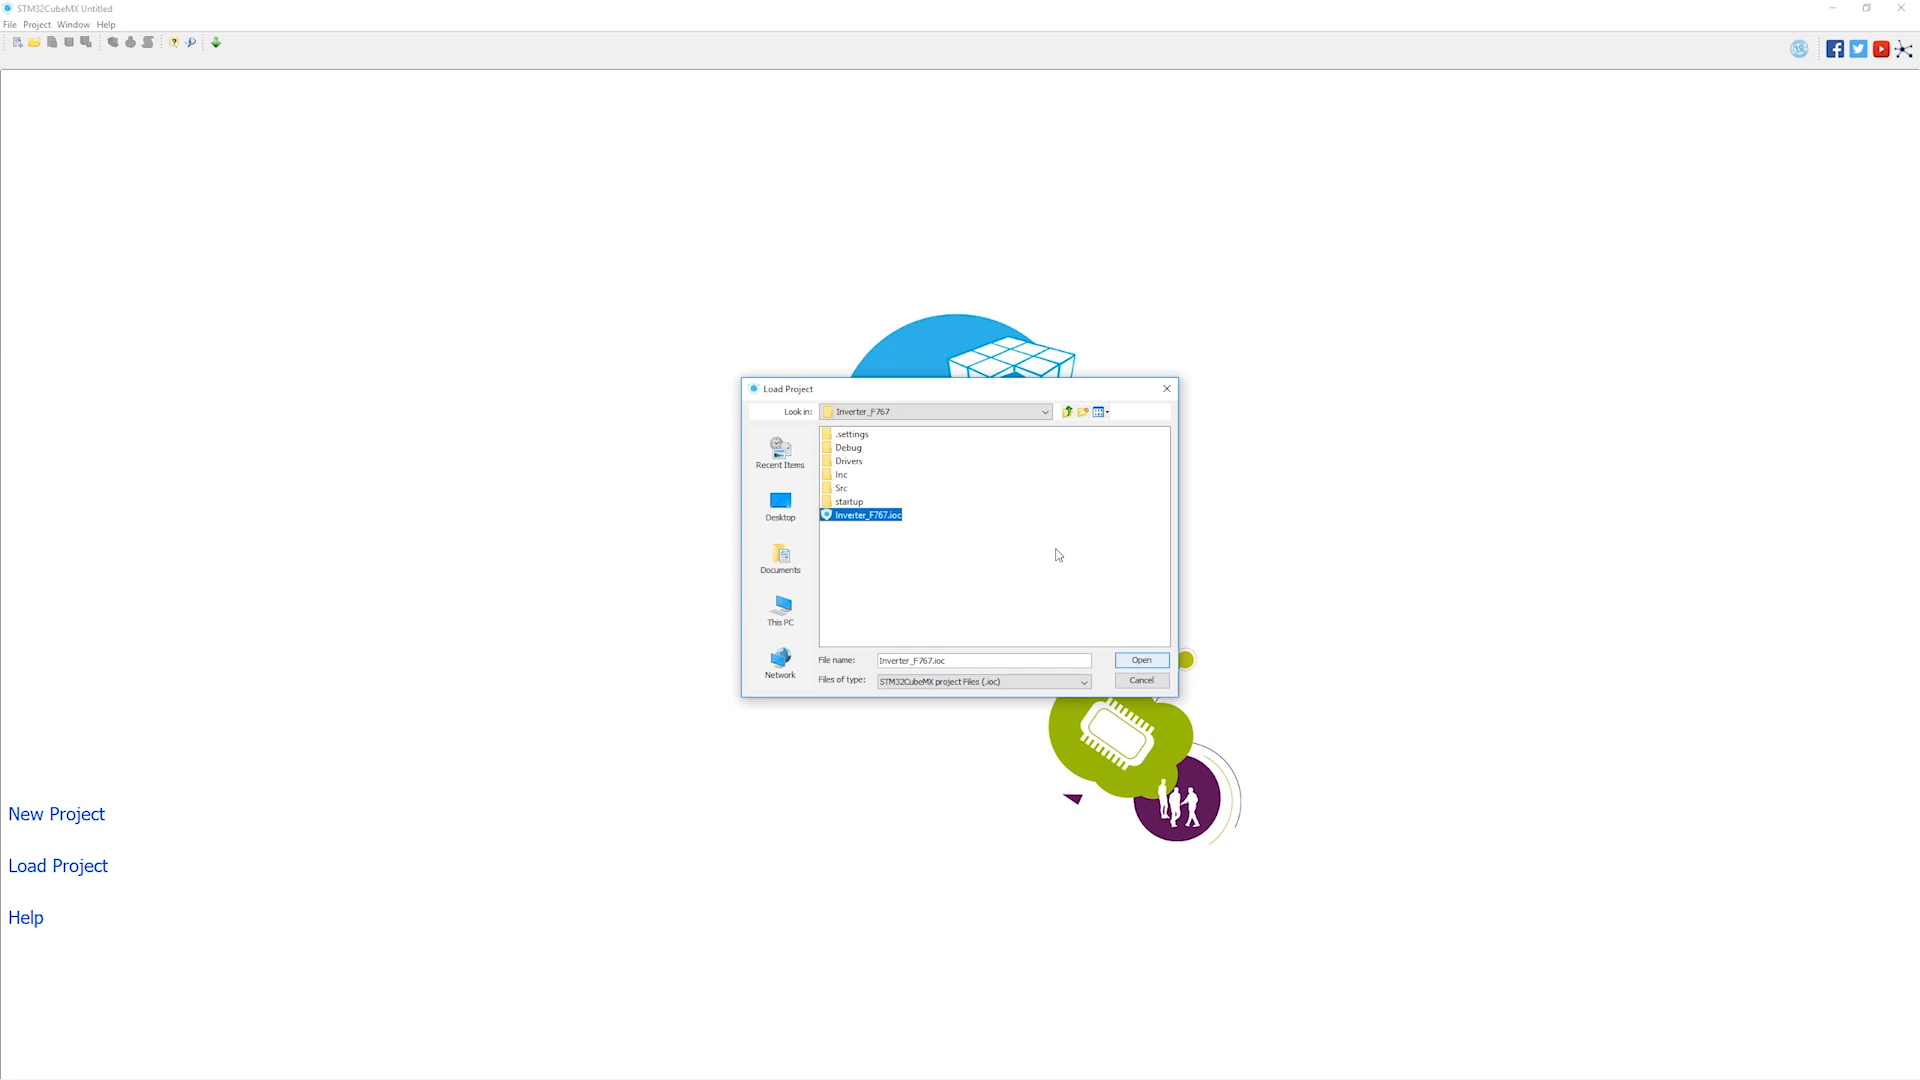 STM32CubeMX Untitled
File Project Window Help
Load Project
Look in: Inverter_F767
.settings
Debug
Drivers
Inc
Src
startup
Inverter_F767.ioc
Recent Items
Desktop
Documents
This PC
Network
File name: Inverter_F767.ioc Open
Files of type: STM32CubeMX project Files (.ioc) Cancel
New Project
Load Project
Help